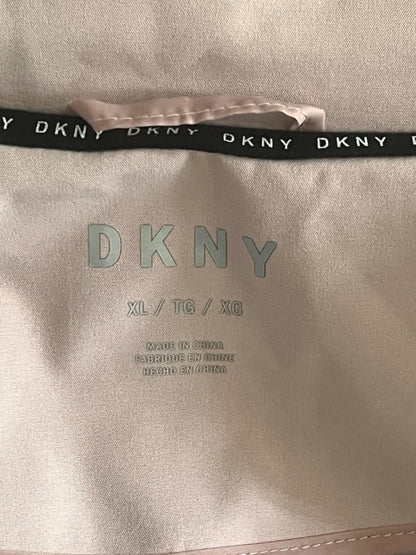 Y DKNY DKNY DKNY DKNY D
DKNY
XL / TG / XG
MADE IN CHINA
FABRIQUE EN CHINE
HECHO EN CHINA